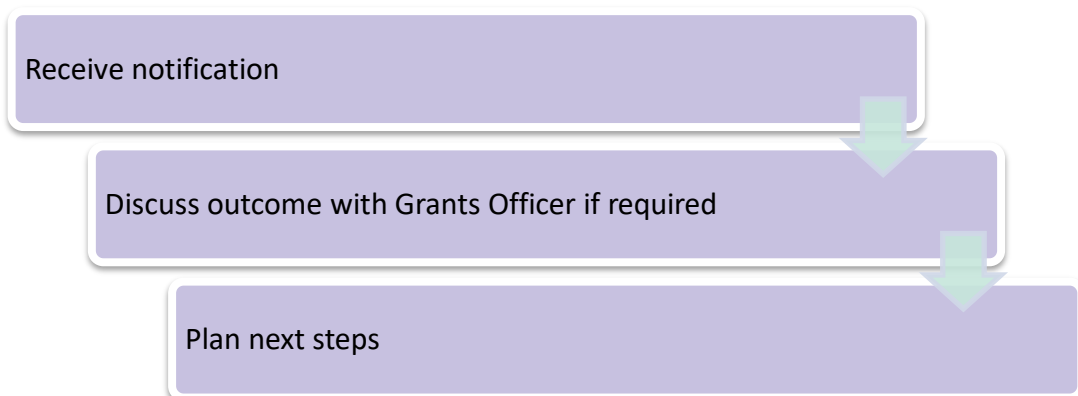 Receive notification
Discuss outcome with Grants Officer if required
Plan next steps